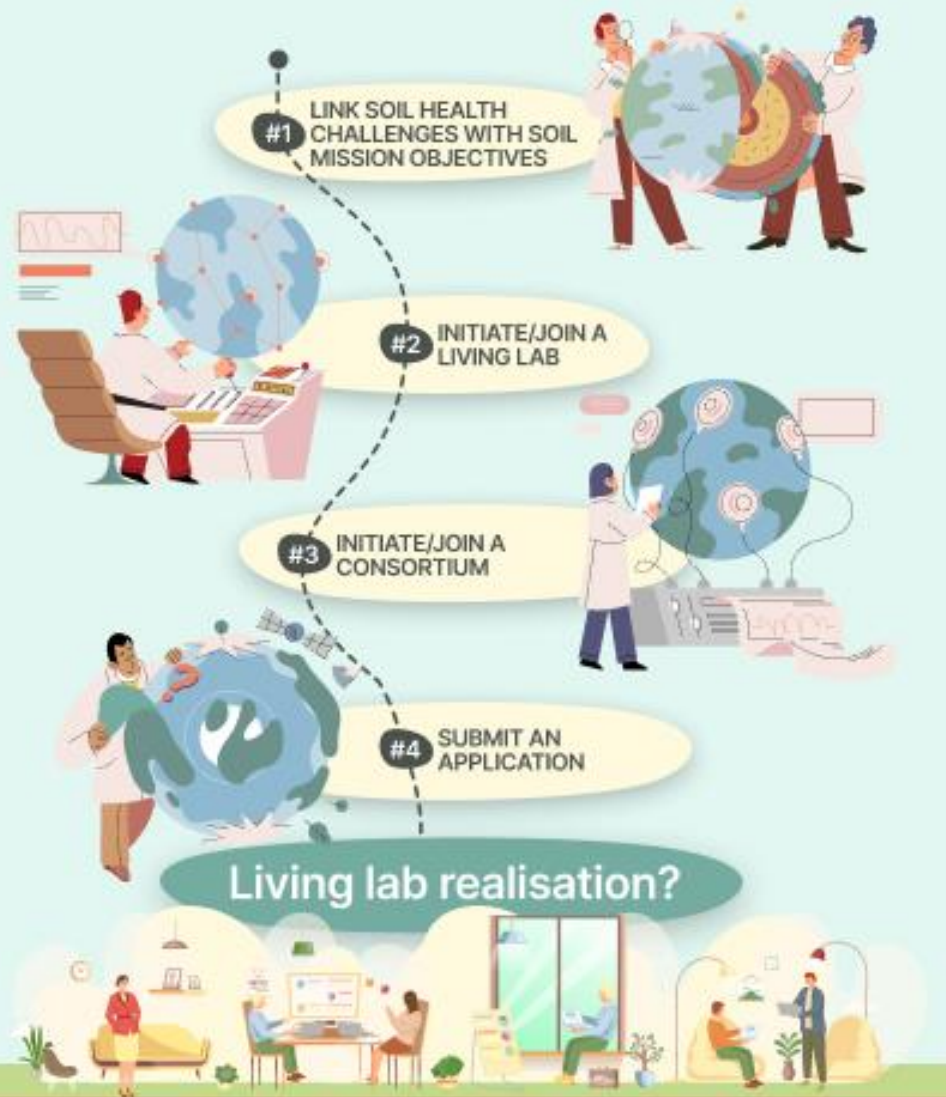 #1
LINK SOIL HEALTH
CHALLENGES WITH SOIL
MISSION OBJECTIVES
#2
INITIATE/JOIN A
LIVING LAB
#3
INITIATE/JOIN A
CONSORTIUM
#4
SUBMIT AN
APPLICATION
Living lab realisation?